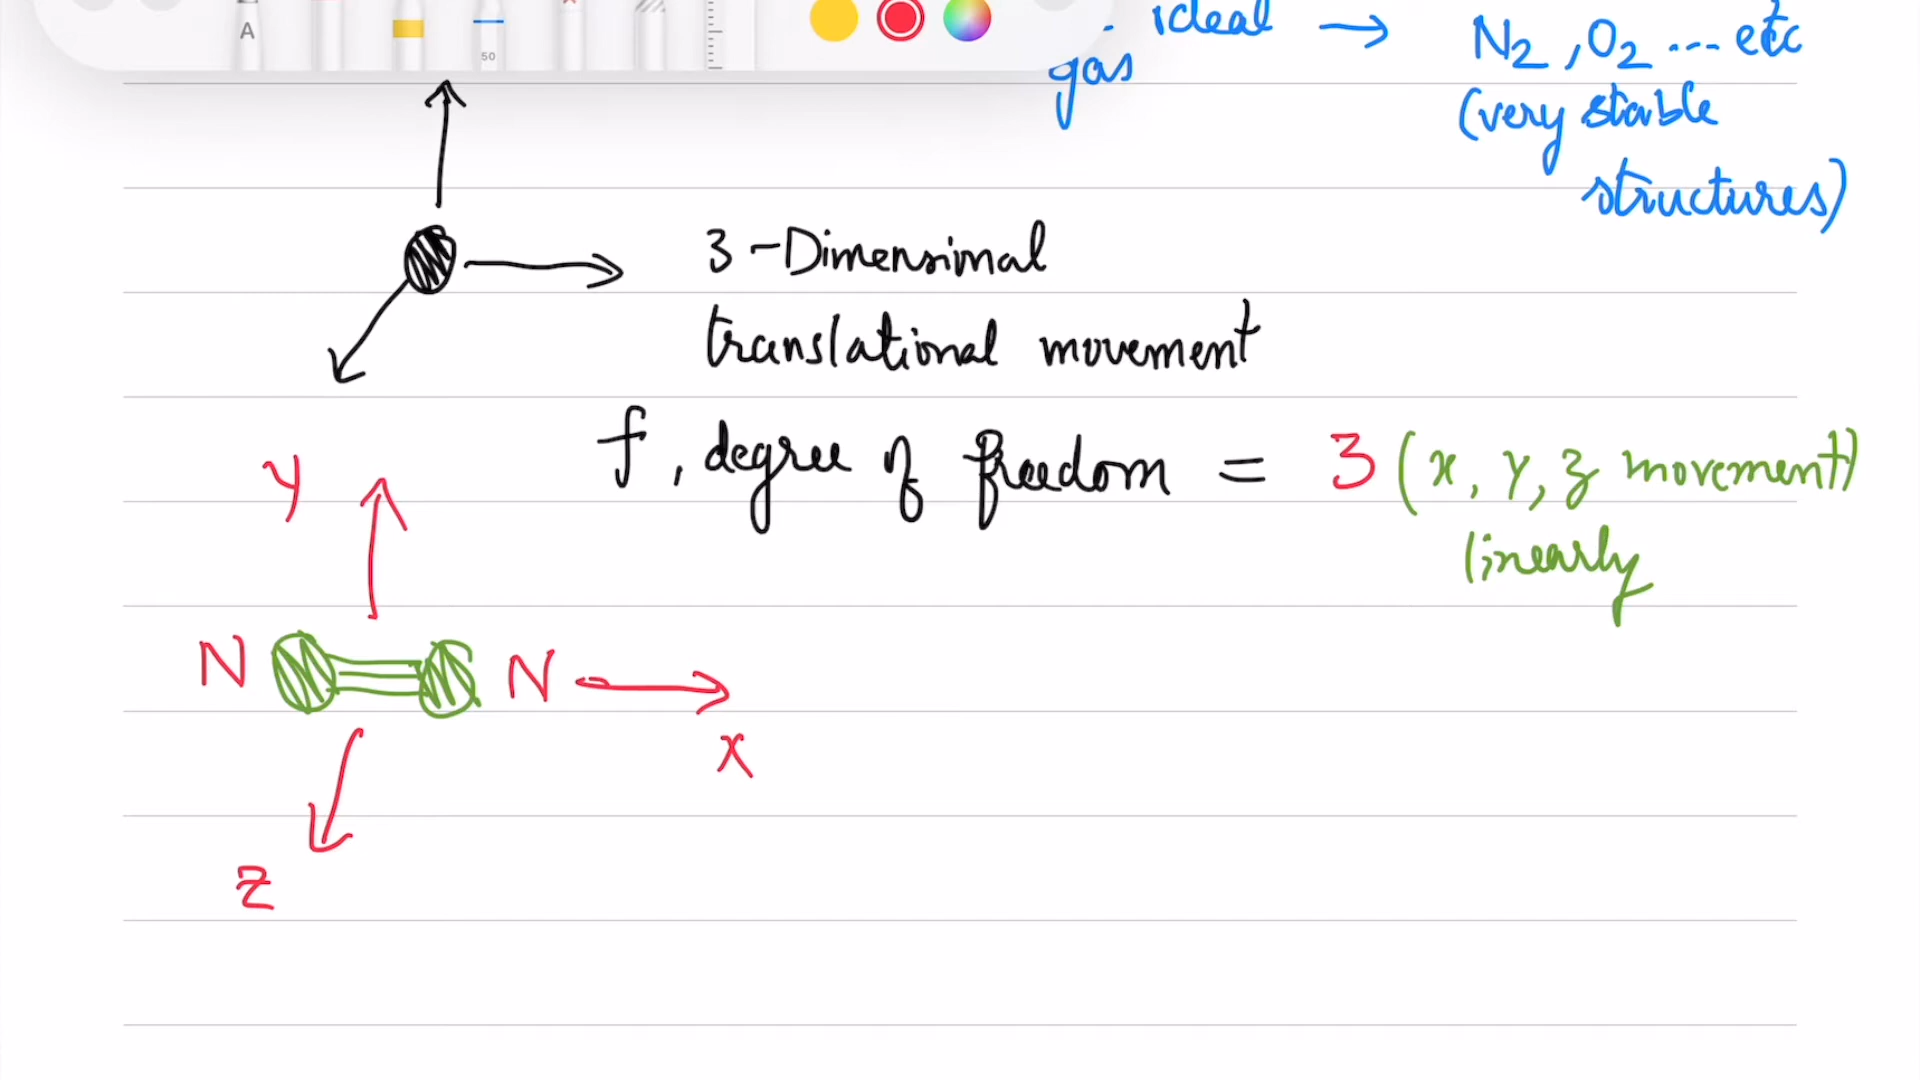 A
50
ideal → N₂, O₂ ... etc
gas
(very stable
structures)
3-Dimensional
translational movement
f, degree of freedom = 3 (x, y, z movement)
linearly
y
N N
x
z